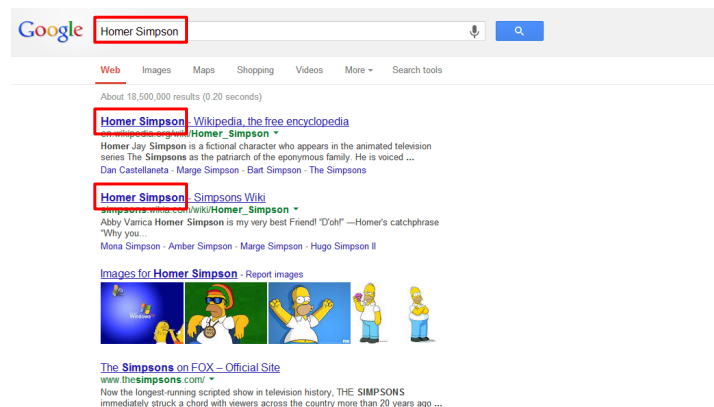 Google Homer Simpson
Web Images Maps Shopping Videos More Search tools
About 18,500,000 results (0.20 seconds)
Homer Simpson - Wikipedia, the free encyclopedia
en.wikipedia.org/wiki/Homer_Simpson
Homer Jay Simpson is a fictional character who appears in the animated television
series The Simpsons as the patriarch of the eponymous family. He is voiced ...
Dan Castellaneta - Marge Simpson - Bart Simpson - The Simpsons
Homer Simpson - Simpsons Wiki
simpsons.wikia.com/wiki/Homer_Simpson
Abby Varrica Homer Simpson is my very best Friend! "D'oh!" —Homer's catchphrase
"Why you...
Mona Simpson - Amber Simpson - Marge Simpson - Hugo Simpson II
Images for Homer Simpson - Report images
Windows
FOX
The Simpsons on FOX – Official Site
www.thesimpsons.com/
Now the longest-running scripted show in television history, THE SIMPSONS
immediately struck a chord with viewers across the country more than 20 years ago ...